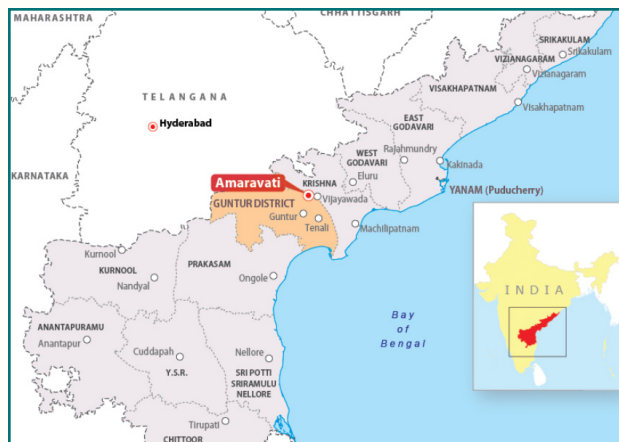 MAHARASHTRA
CHHATTISGARH
SRIKAKULAM
Srikakulam
VIZIANAGARAM
Vizianagaram
VISAKHAPATNAM
Visakhapatnam
TELANGANA
Hyderabad
EAST
GODAVARI
Rajahmundry
Kakinada
WEST
GODAVARI
Eluru
KARNATAKA
YANAM (Puducherry)
Amaravati
KRISHNA
Vijayawada
GUNTUR DISTRICT
Guntur
Tenali
Machilipatnam
Kurnool
KURNOOL
Nandyal
PRAKASAM
Ongole
INDIA
Bay
of
Bengal
ANANTAPURAMU
Anantapur
Cuddapah
Y.S.R.
Nellore
SRI POTTI
SRIRAMULU
NELLORE
Tirupati
CHITTOOR